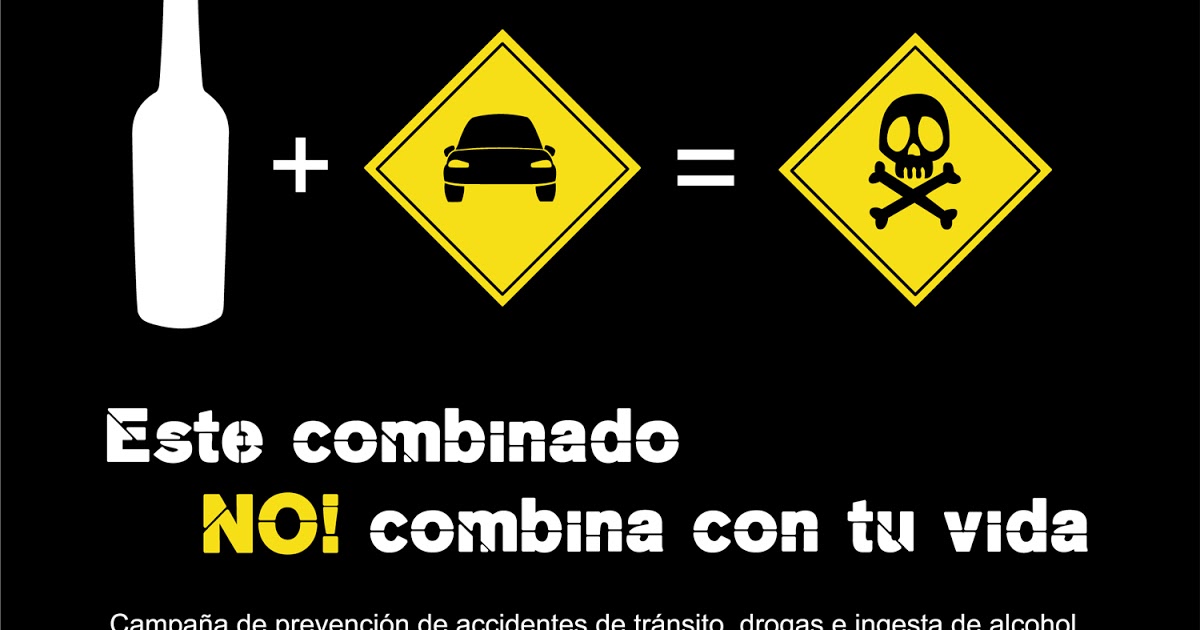 + =
Este combinado
NO! combina con tu vida
Campaña de prevención de accidentes de tránsito, drogas e ingesta de alcohol